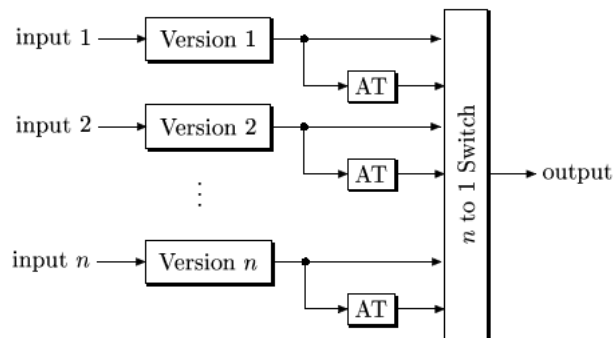 input 1 Version 1
AT
input 2 Version 2
AT
⋮
input n Version n
AT
n to 1 Switch
output